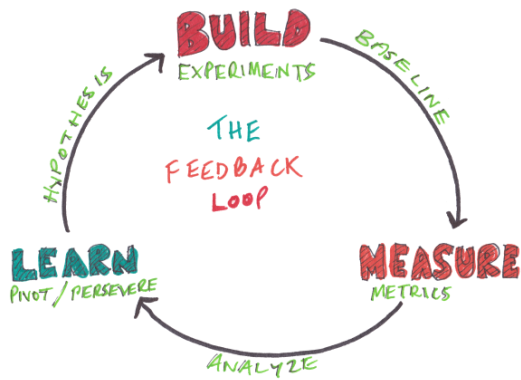 BUILD
EXPERIMENTS
BASELINE
HYPOTHESIS
THE
FEEDBACK
LOOP
LEARN
PIVOT/PERSEVERE
MEASURE
METRICS
ANALYZE